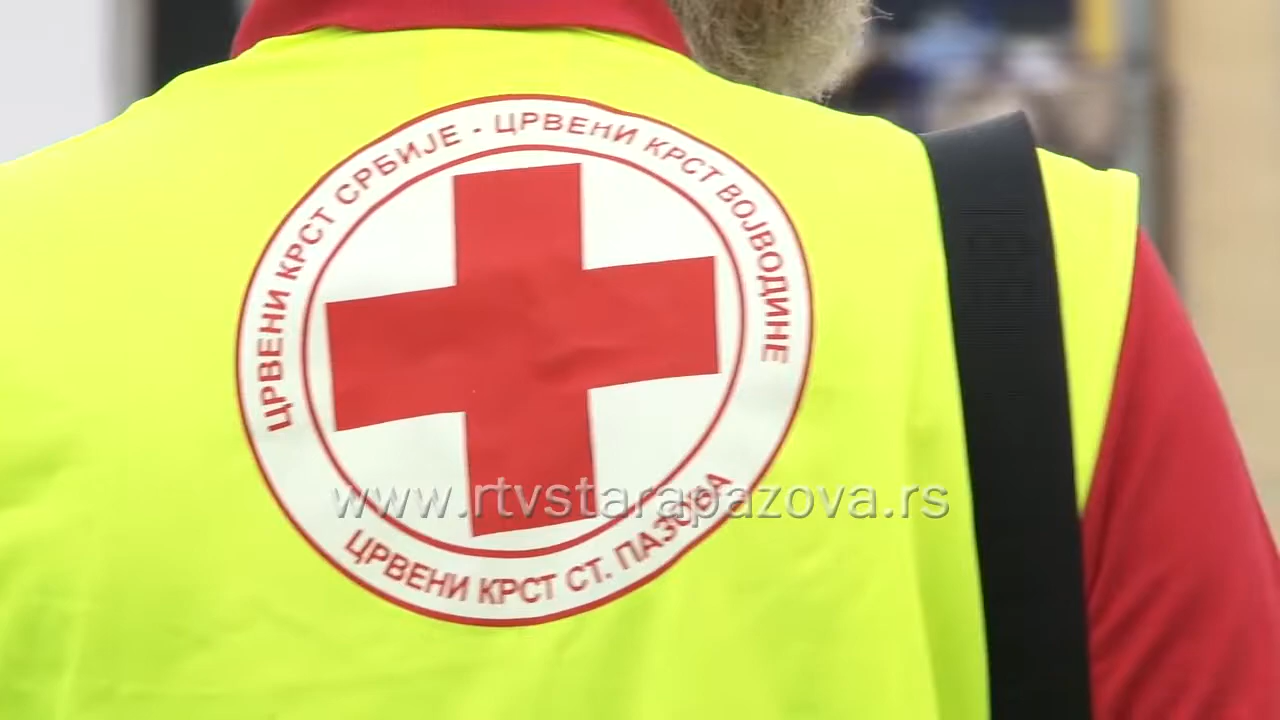 ЦРВЕНИ КРСТ СРБИЈЕ - ЦРВЕНИ КРСТ ВОЈВОДИНЕ
ЦРВЕНИ КРСТ СТ. ПАЗОВА
www.rtvstarapazova.rs